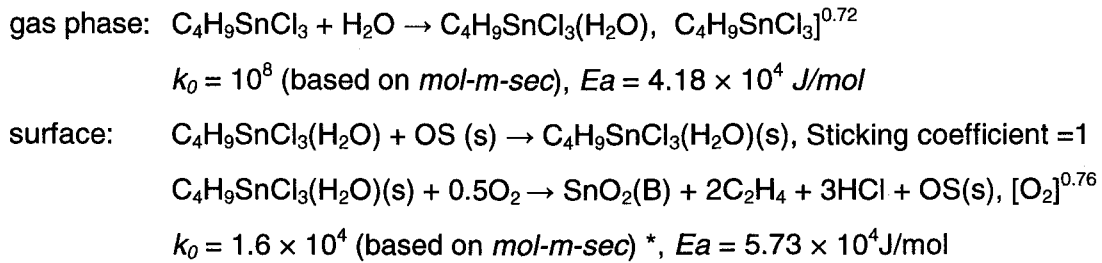 gas phase: C₄H₉SnCl₃ + H₂O → C₄H₉SnCl₃(H₂O), C₄H₉SnCl₃]⁰·⁷²
k₀ = 10⁸ (based on mol-m-sec), Ea = 4.18 × 10⁴ J/mol
surface: C₄H₉SnCl₃(H₂O) + OS (s) → C₄H₉SnCl₃(H₂O)(s), Sticking coefficient =1
C₄H₉SnCl₃(H₂O)(s) + 0.5O₂→ SnO₂(B) + 2C₂H₄ + 3HCl + OS(s), [O₂]⁰·⁷⁶
k₀ = 1.6 × 10⁴ (based on mol-m-sec) *, Ea = 5.73 × 10⁴J/mol